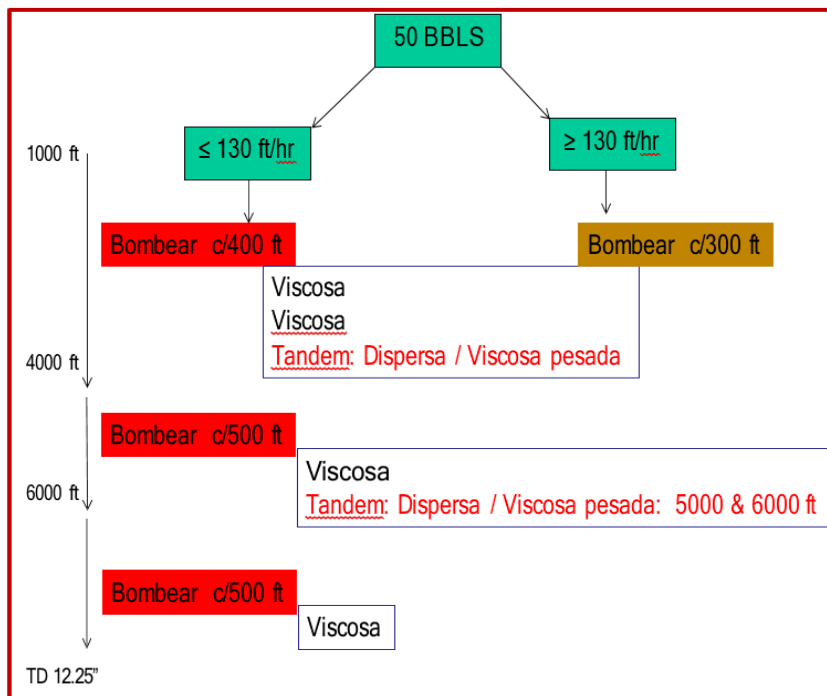 50 BBLS
≤ 130 ft/hr
≥ 130 ft/hr
1000 ft
Bombear c/400 ft
Bombear c/300 ft
Viscosa
Viscosa
Tandem: Dispersa / Viscosa pesada
4000 ft
Bombear c/500 ft
Viscosa
Tandem: Dispersa / Viscosa pesada: 5000 & 6000 ft
6000 ft
Bombear c/500 ft
Viscosa
TD 12.25”